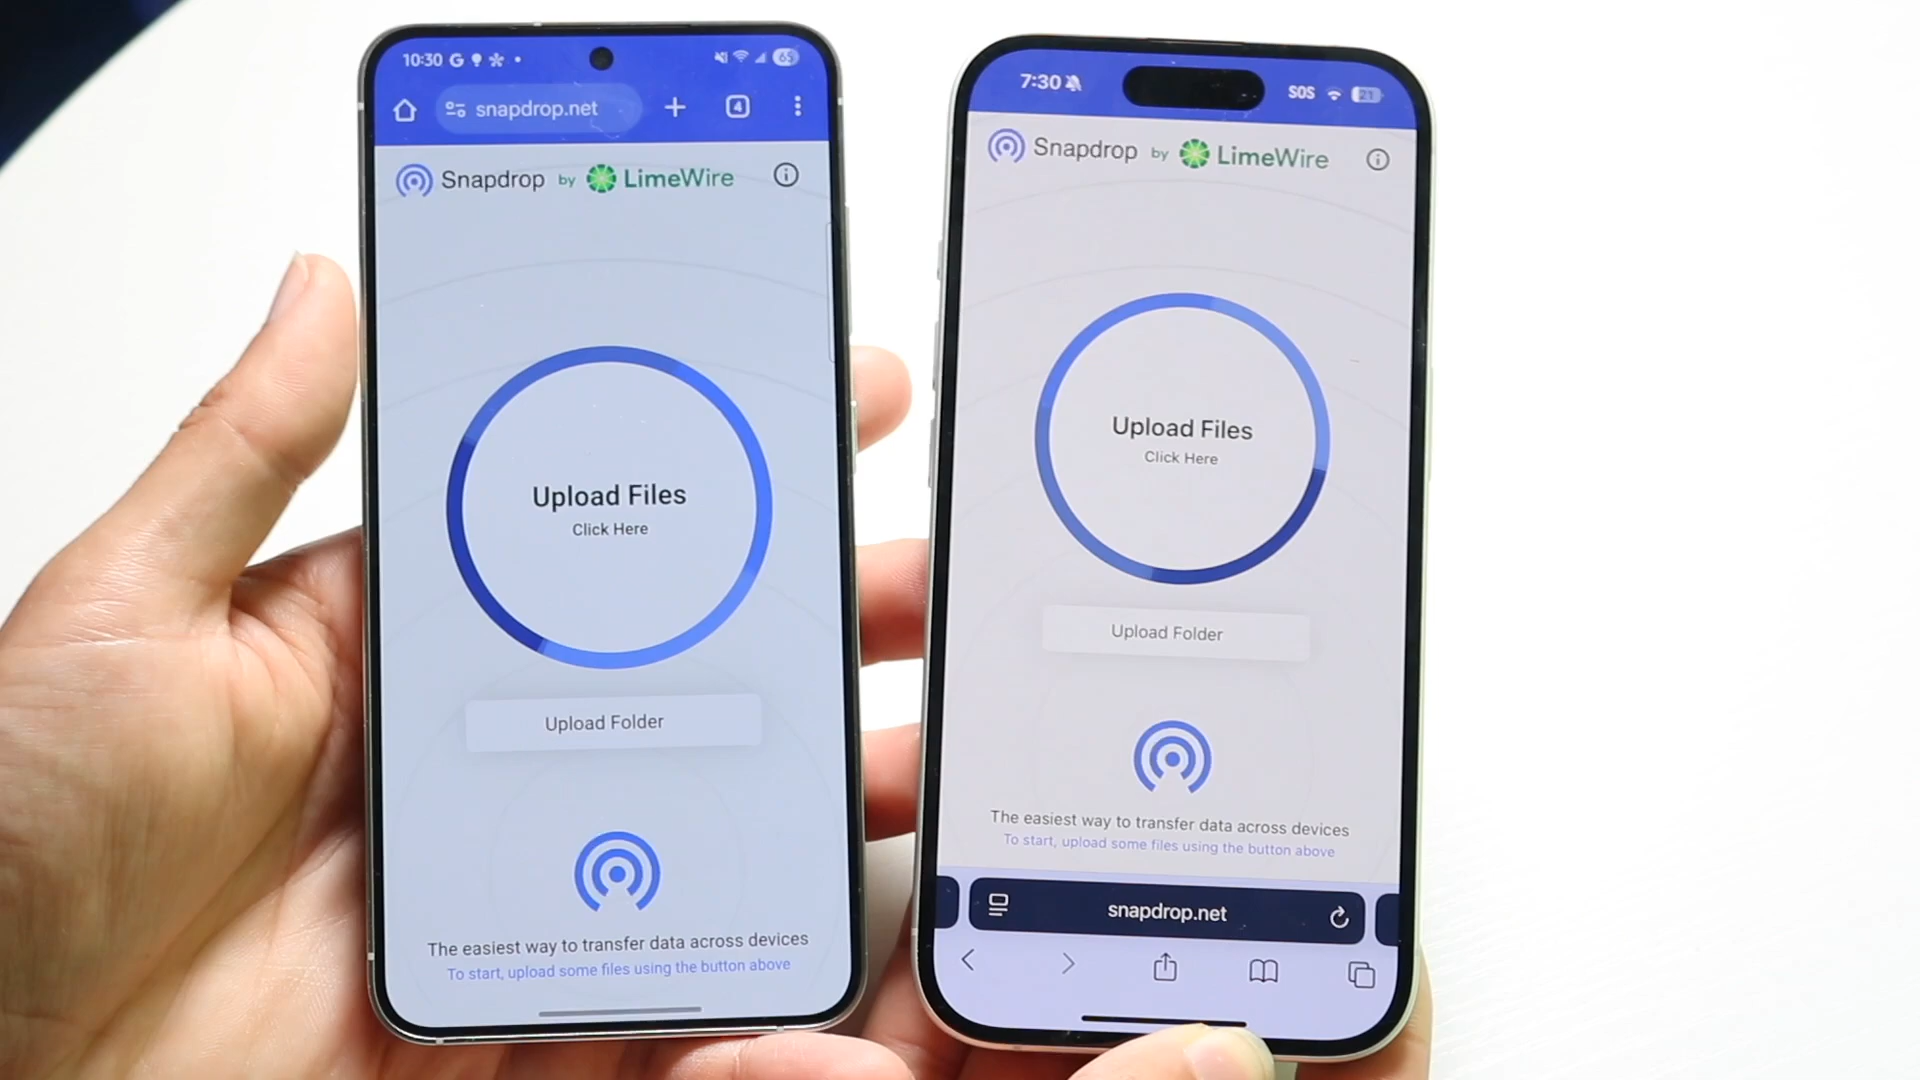 10:30 G
65
snapdrop.net
4
Snapdrop by LimeWire
Upload Files
Click Here
Upload Folder
The easiest way to transfer data across devices
To start, upload some files using the button above
7:30
SOS
21
Snapdrop by LimeWire
Upload Files
Click Here
Upload Folder
The easiest way to transfer data across devices
To start, upload some files using the button above
snapdrop.net